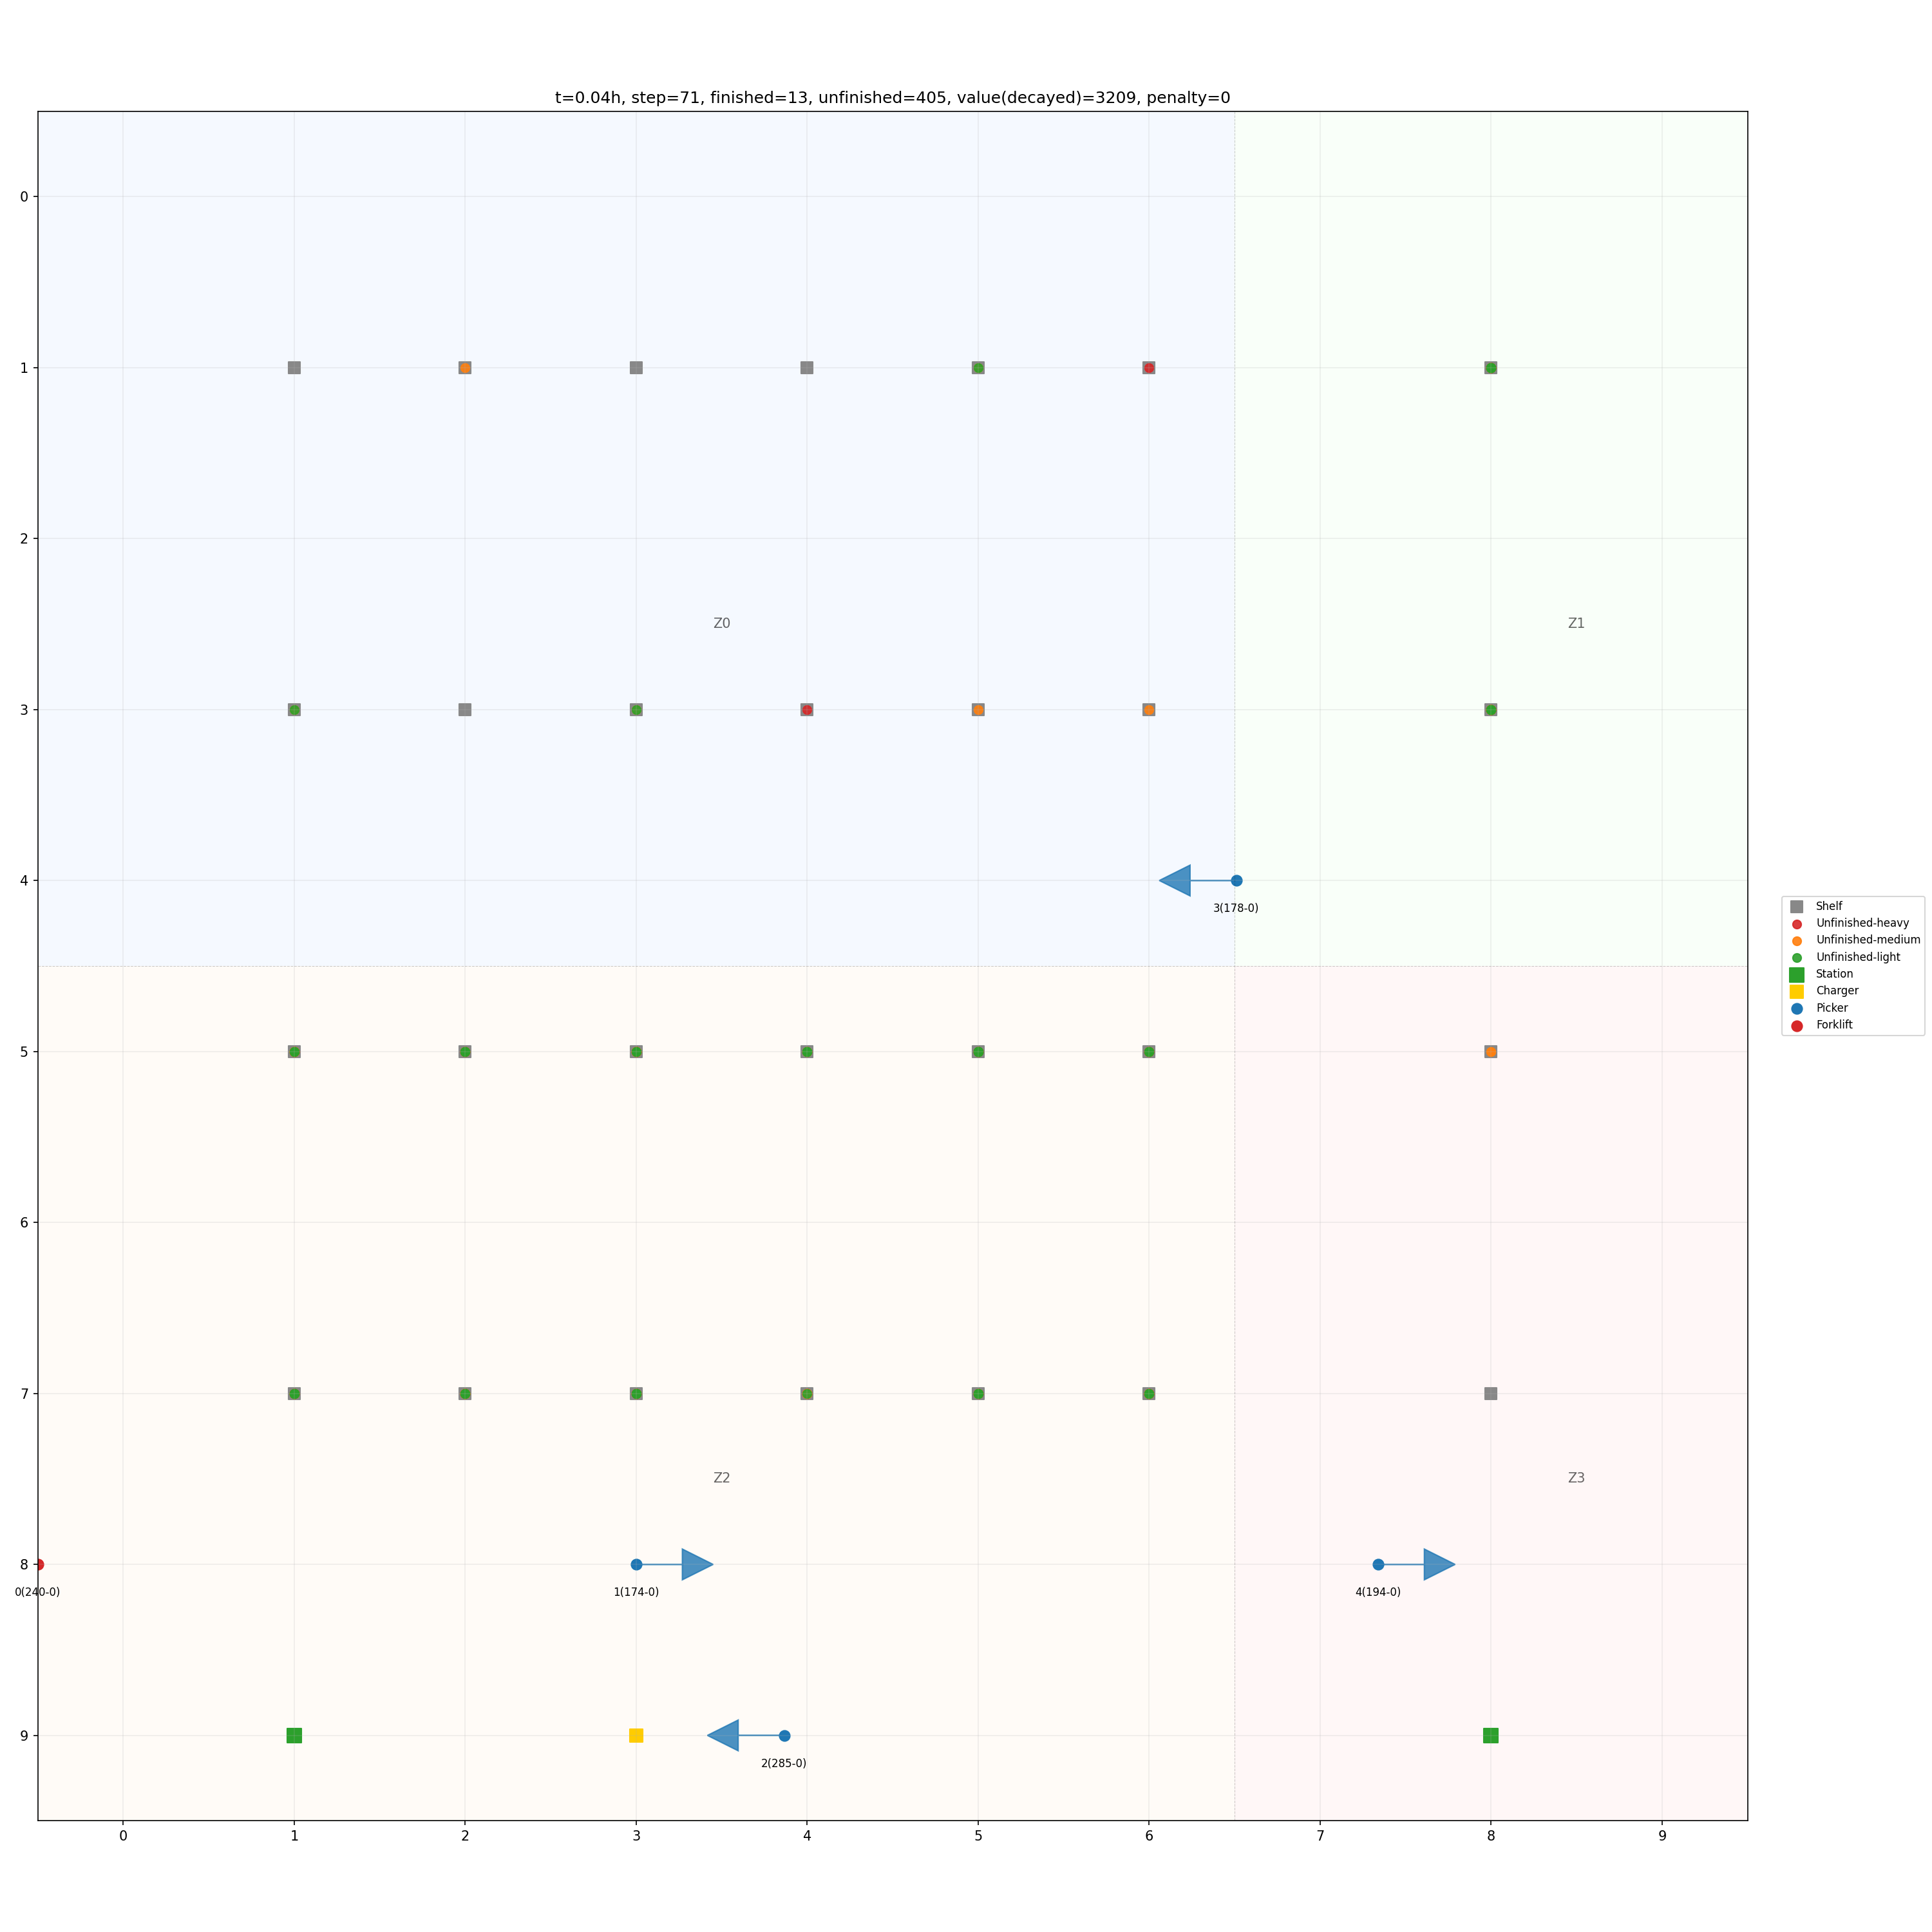 t=0.04h, step=71, finished=13, unfinished=405, value(decayed)=3209, penalty=0
0
1
2
Z0
Z1
3
4
3(178-0)
Shelf
Unfinished-heavy
Unfinished-medium
Unfinished-light
Station
Charger
Picker
Forklift
5
6
7
Z2
Z3
8
0(240-0)
1(174-0)
4(194-0)
9
2(285-0)
0 1 2 3 4 5 6 7 8 9